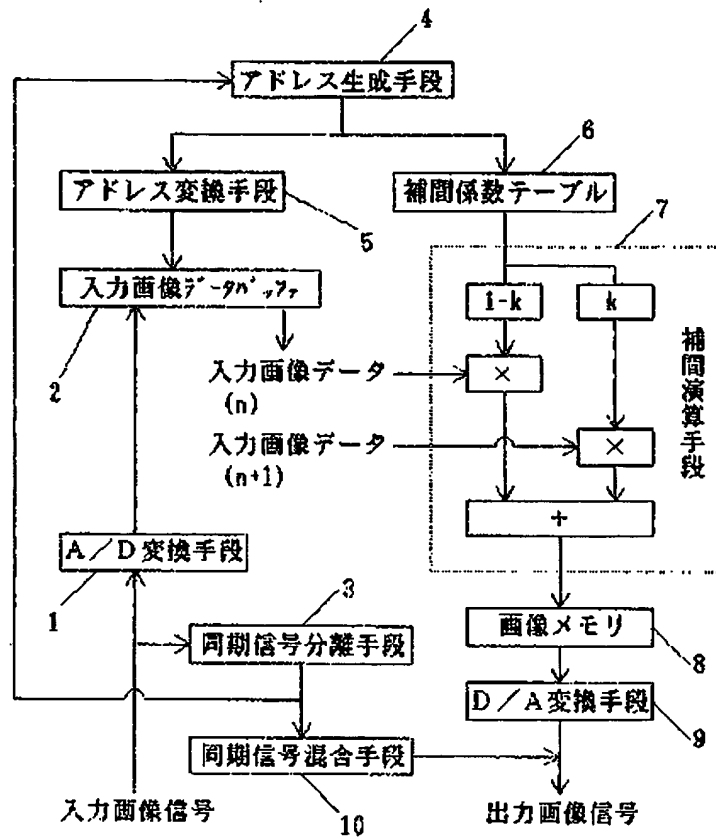 4
アドレス生成手段
6
アドレス変換手段
補間係数テーブル
7
5
入力画像データバッファ
1-k
k
補間演算手段
2
入力画像データ
(n)
×
入力画像データ
(n+1)
×
+
A/D変換手段
1
3
画像メモリ
同期信号分離手段
8
D/A変換手段
9
同期信号混合手段
入力画像信号
10
出力画像信号